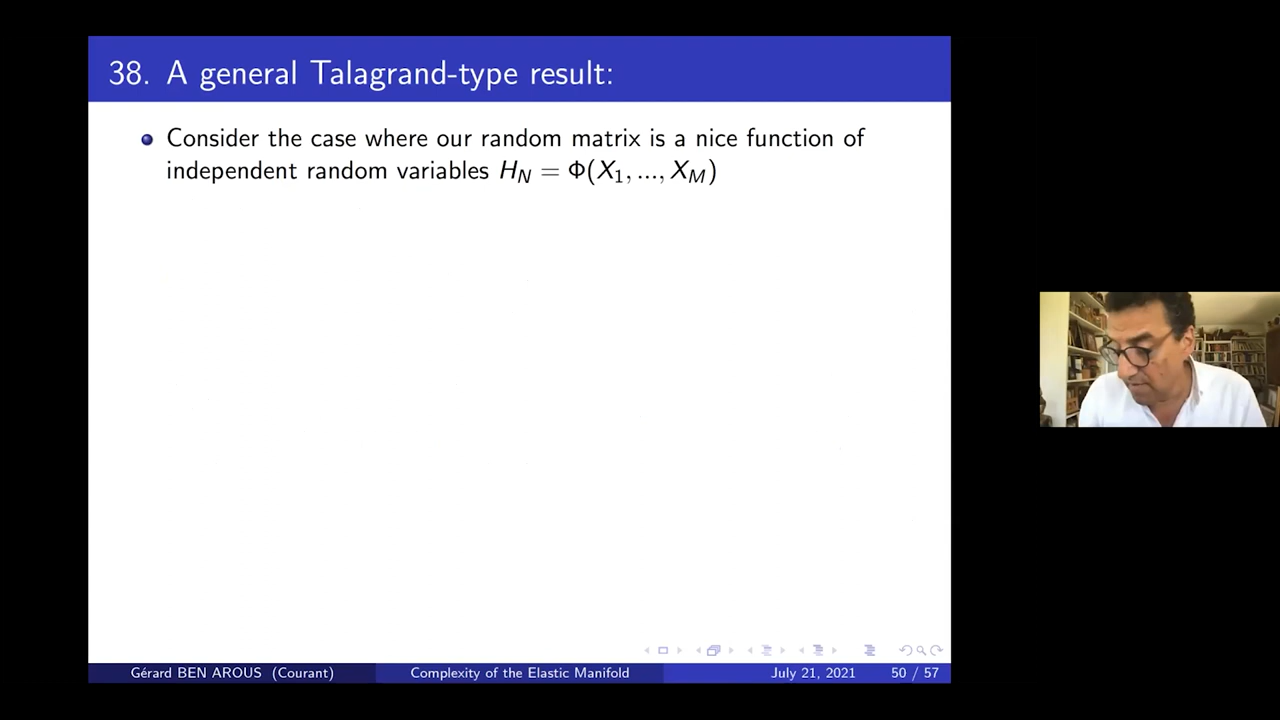 38. A general Talagrand-type result:
Consider the case where our random matrix is a nice function of
independent random variables H_N = Φ(X_1, ..., X_M)
Gérard BEN AROUS (Courant) Complexity of the Elastic Manifold July 21, 2021 50 / 57